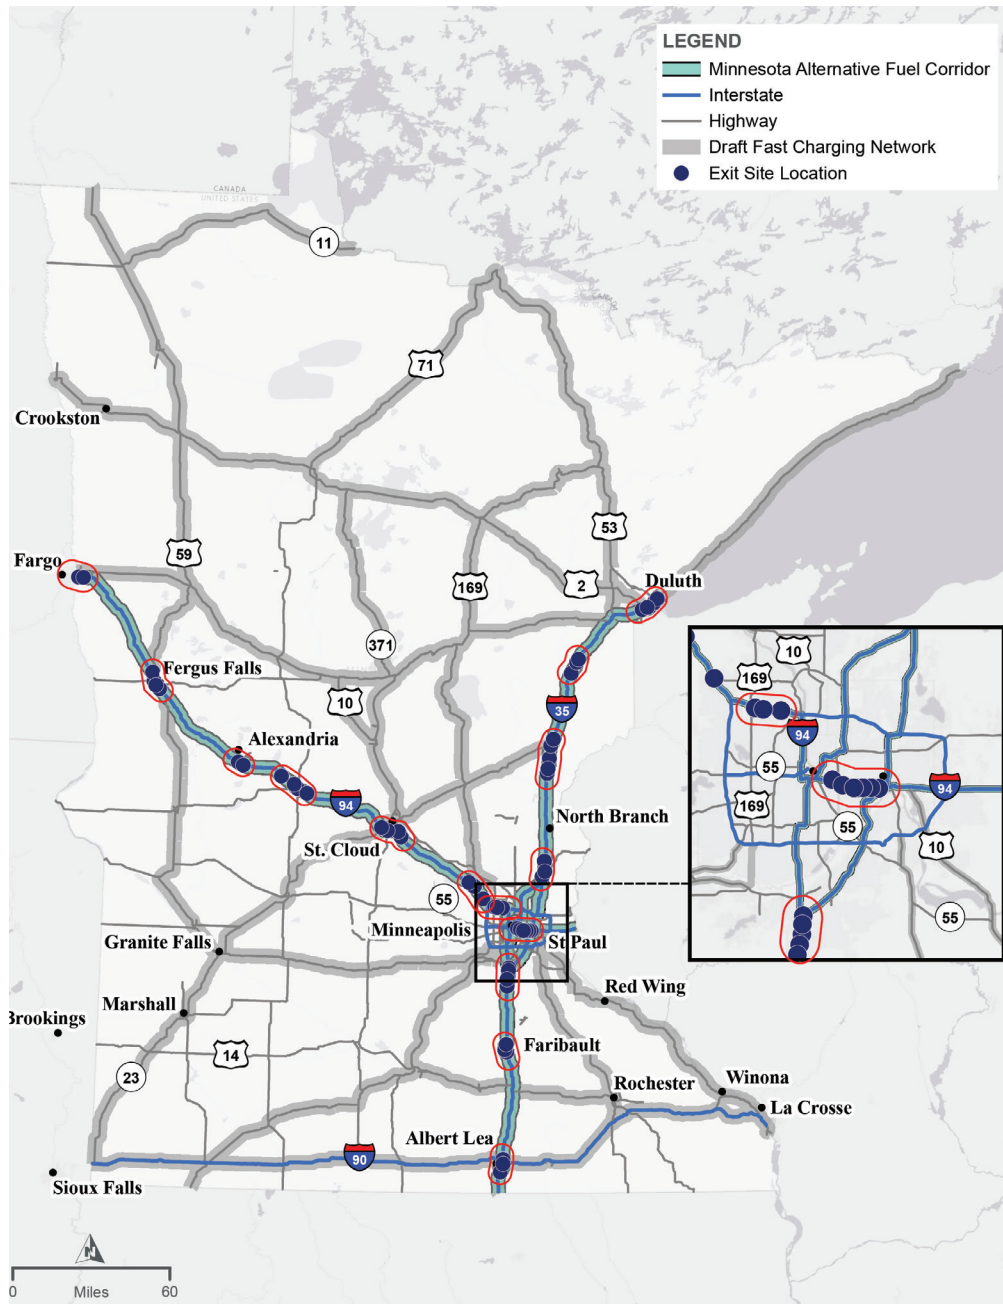 LEGEND
Minnesota Alternative Fuel Corridor
Interstate
Highway
Draft Fast Charging Network
Exit Site Location
CANADA
UNITED STATES
11
71
Crookston
53
Fargo
59
2
Duluth
169
371
Fergus Falls
10
35
Alexandria
94
North Branch
St. Cloud
55
Minneapolis
St Paul
10
169
94
55
169
94
55
10
55
Granite Falls
Marshall
Red Wing
Brookings
14
Faribault
23
Rochester
Winona
La Crosse
Albert Lea
90
Sioux Falls
N
0 Miles 60